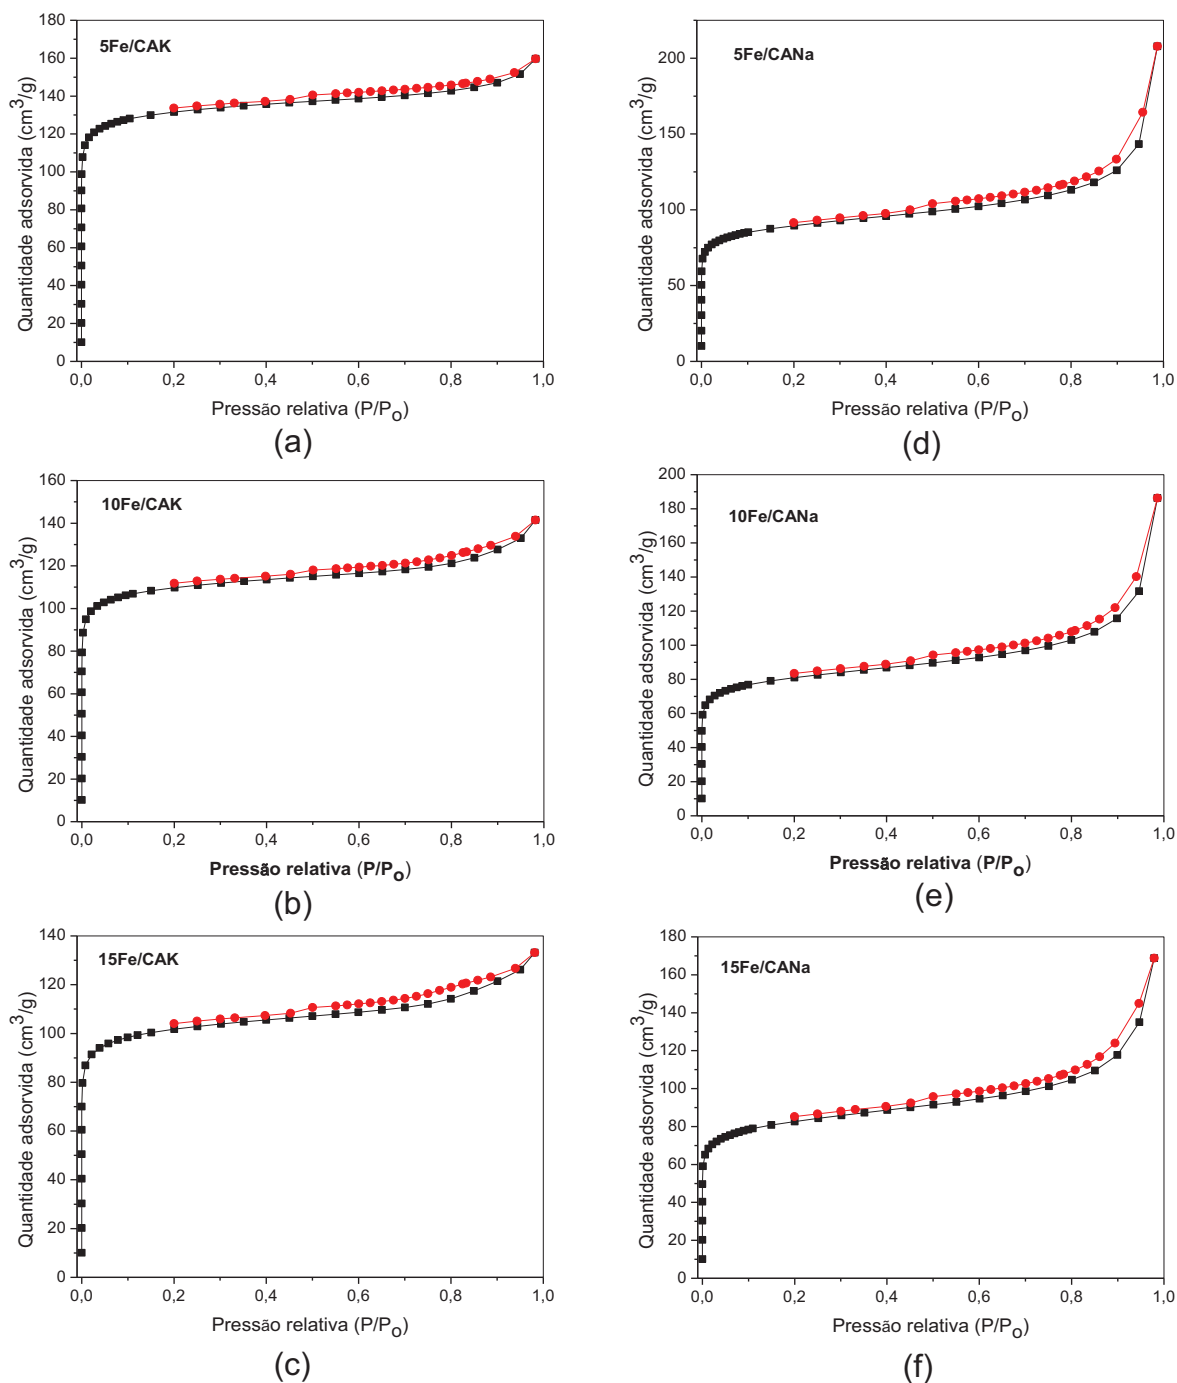 5Fe/CAK
Quantidade adsorvida (cm³/g)
180
160
140
120
100
80
60
40
20
0
0,0 0,2 0,4 0,6 0,8 1,0
Pressão relativa (P/Po)
(a)
5Fe/CANa
Quantidade adsorvida (cm³/g)
200
150
100
50
0
0,0 0,2 0,4 0,6 0,8 1,0
Pressão relativa (P/Po)
(d)
10Fe/CAK
Quantidade adsorvida (cm³/g)
160
140
120
100
80
60
40
20
0
0,0 0,2 0,4 0,6 0,8 1,0
Pressão relativa (P/Po)
(b)
10Fe/CANa
Quantidade adsorvida (cm³/g)
200
180
160
140
120
100
80
60
40
20
0
0,0 0,2 0,4 0,6 0,8 1,0
Pressão relativa (P/Po)
(e)
15Fe/CAK
Quantidade adsorvida (cm³/g)
140
120
100
80
60
40
20
0
0,0 0,2 0,4 0,6 0,8 1,0
Pressão relativa (P/Po)
(c)
15Fe/CANa
Quantidade adsorvida (cm³/g)
180
160
140
120
100
80
60
40
20
0
0,0 0,2 0,4 0,6 0,8 1,0
Pressão relativa (P/Po)
(f)